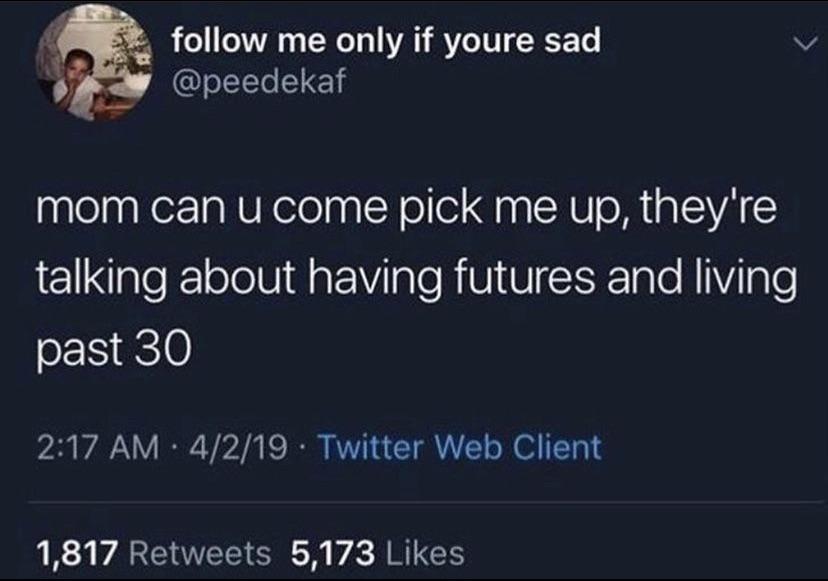 follow me only if youre sad
@peedekaf
mom can u come pick me up, they're
talking about having futures and living
past 30
2:17 AM · 4/2/19 · Twitter Web Client
1,817 Retweets 5,173 Likes